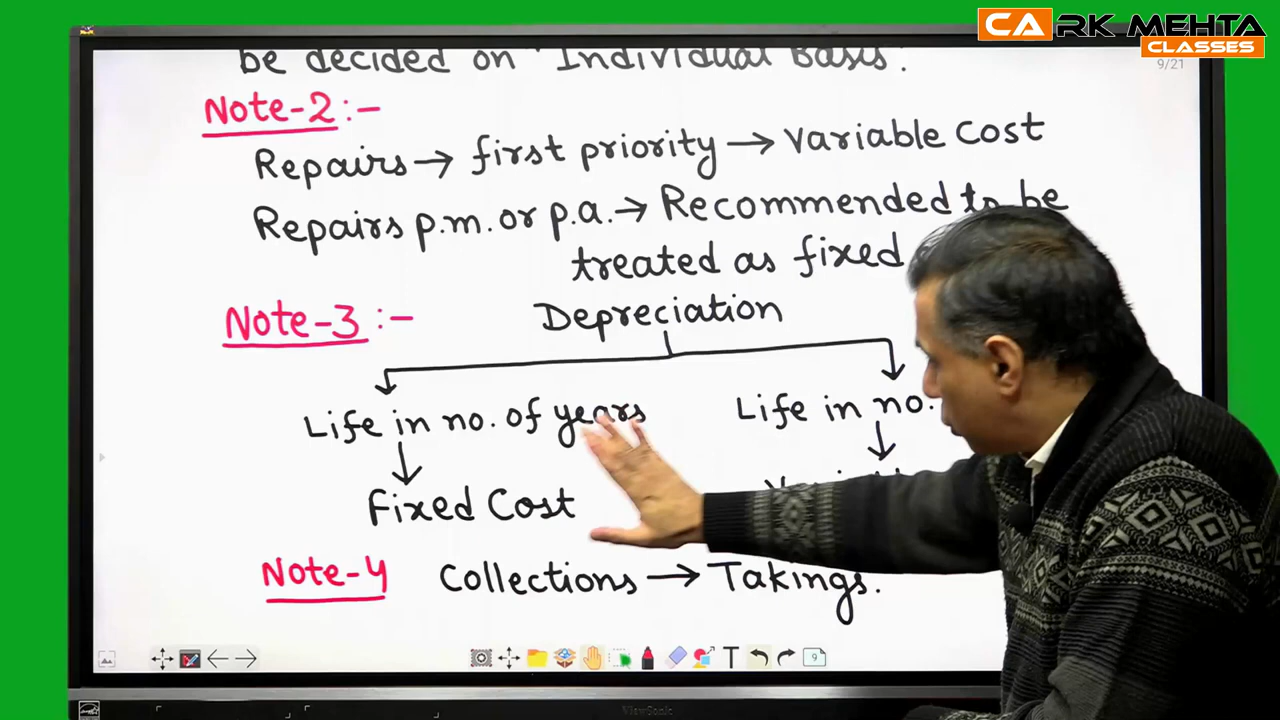 CA RK MEHTA
CLASSES
9/21
be decided on "Individual Basis".
Note-2:-
Repairs → first priority → Variable Cost
Repairs p.m. or p.a. → Recommended to be
treated as fixed
Note-3:-
Depreciation
Life in no. of years
Life in no.
Fixed Cost
Note-4 Collections → Takings.
T
9
ViewSonic